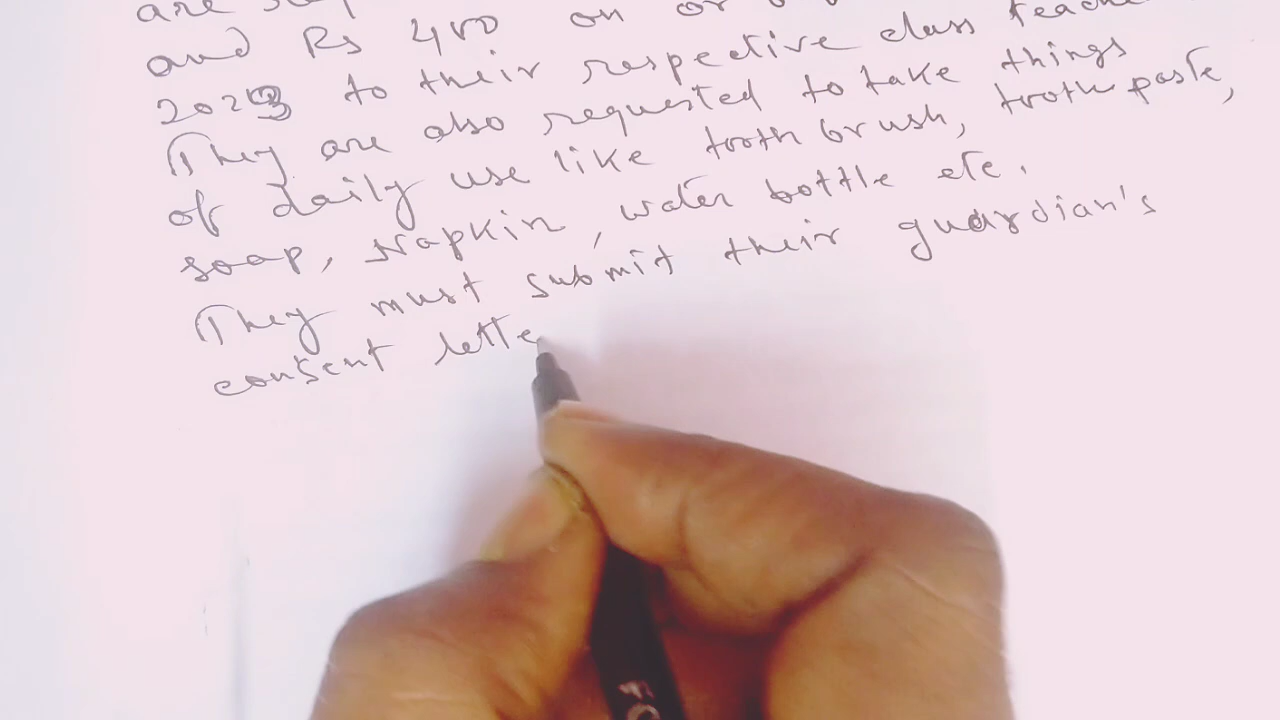 are
and Rs 400 on or
2023 to their respective class
They are also requested to take things
of daily use like tooth brush, tooth paste,
soap, Napkin, water bottle etc.
They must submit their guardian's
consent lette